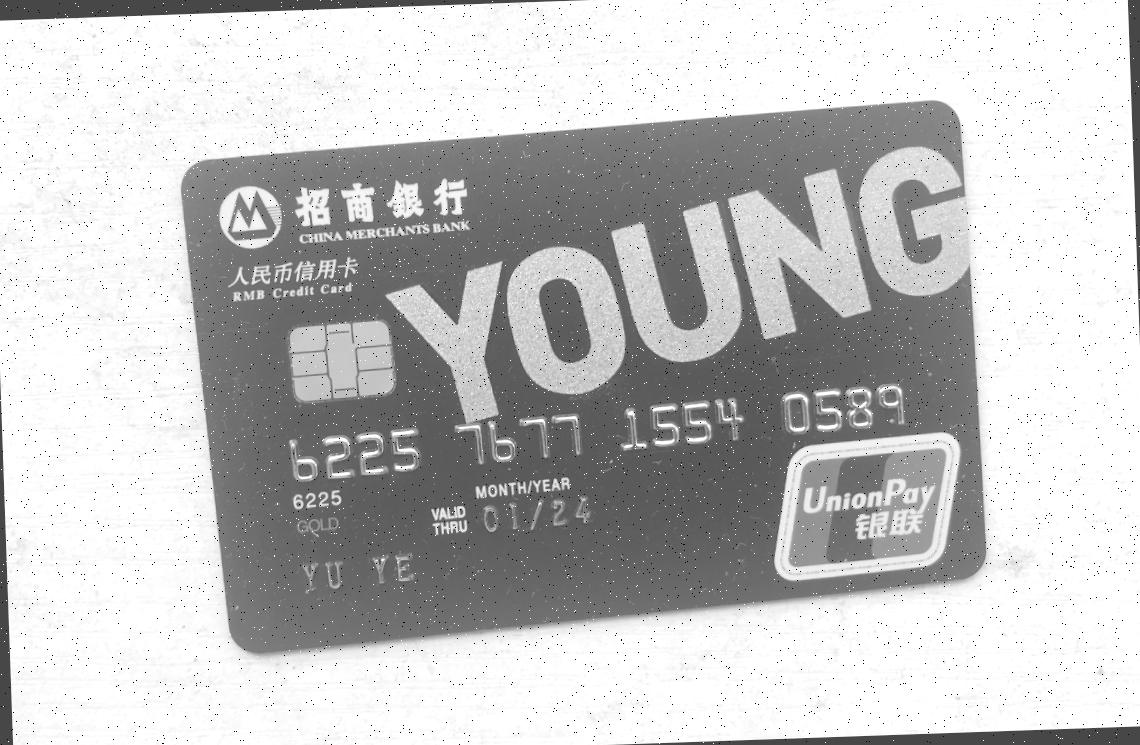 招商银行
CHINA MERCHANTS BANK
人民币信用卡
RMB Credit Card
YOUNG
6225 7677 1554 0589
6225
MONTH/YEAR
GOLD
VALID THRU 01/24
YU YE
UnionPay
银联